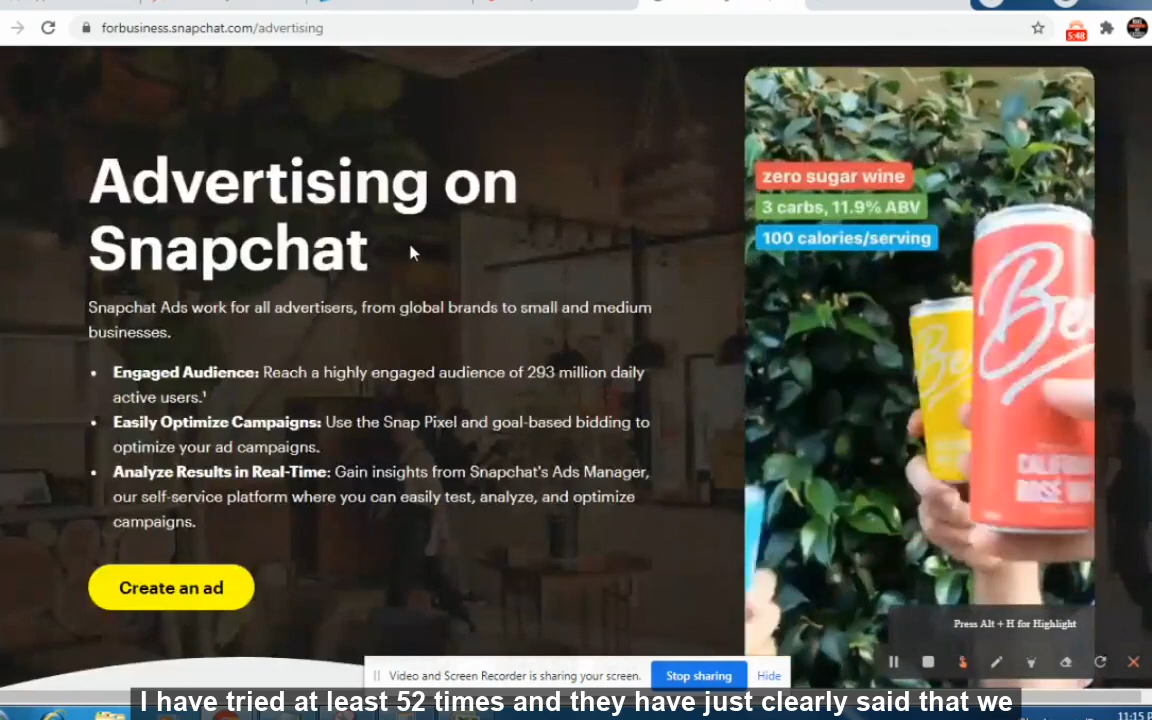 forbusiness.snapchat.com/advertising
5:48
Advertising on
Snapchat
Snapchat Ads work for all advertisers, from global brands to small and medium
businesses.
• Engaged Audience: Reach a highly engaged audience of 293 million daily
active users.¹
• Easily Optimize Campaigns: Use the Snap Pixel and goal-based bidding to
optimize your ad campaigns.
• Analyze Results in Real-Time: Gain insights from Snapchat's Ads Manager,
our self-service platform where you can easily test, analyze, and optimize
campaigns.
Create an ad
zero sugar wine
3 carbs, 11.9% ABV
100 calories/serving
Be
Be
Press Alt + H for Highlight
Video and Screen Recorder is sharing your screen.
Stop sharing
Hide
I have tried at least 52 times and they have just clearly said that we
11:15